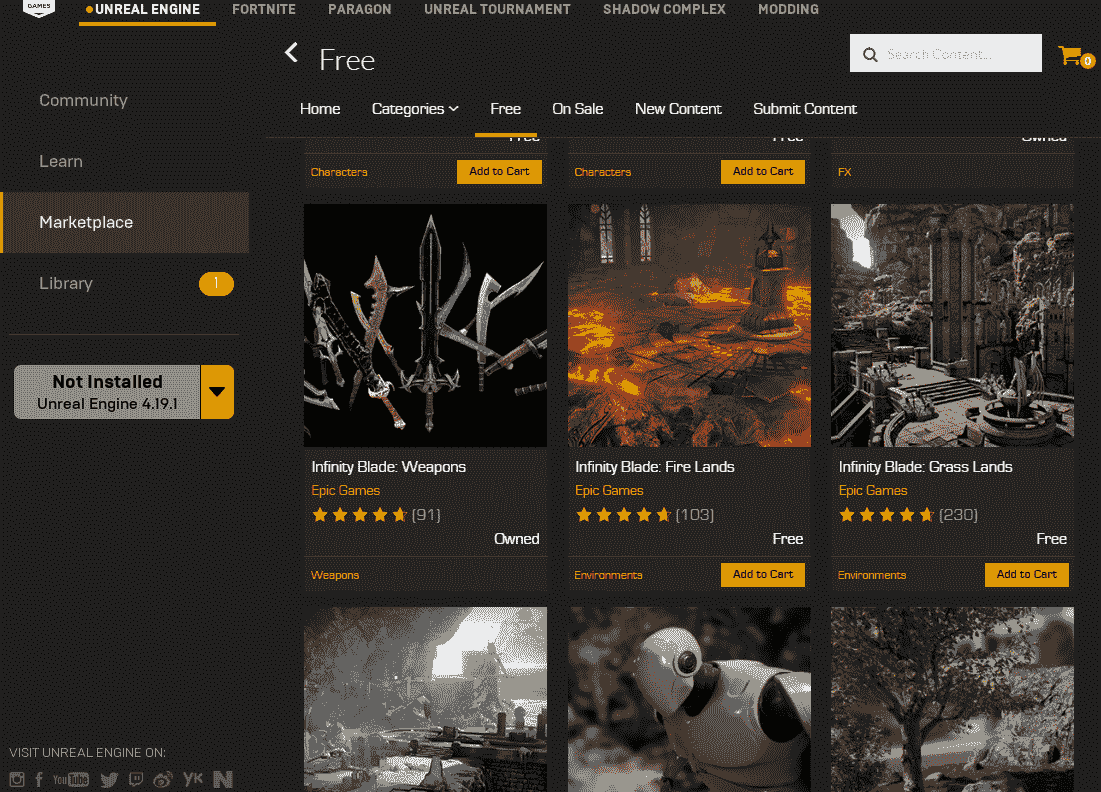 GAMES
UNREAL ENGINE FORTNITE PARAGON UNREAL TOURNAMENT SHADOW COMPLEX MODDING
Free
Search Content...
0
Community
Learn
Marketplace
Library 1
Not Installed
Unreal Engine 4.19.1
Home Categories Free On Sale New Content Submit Content
Free Free Owned
Characters Add to Cart Characters Add to Cart FX
Infinity Blade: Weapons
Epic Games
(91)
Owned
Weapons
Infinity Blade: Fire Lands
Epic Games
(103)
Free
Environments Add to Cart
Infinity Blade: Grass Lands
Epic Games
(230)
Free
Environments Add to Cart
VISIT UNREAL ENGINE ON:
YouTube